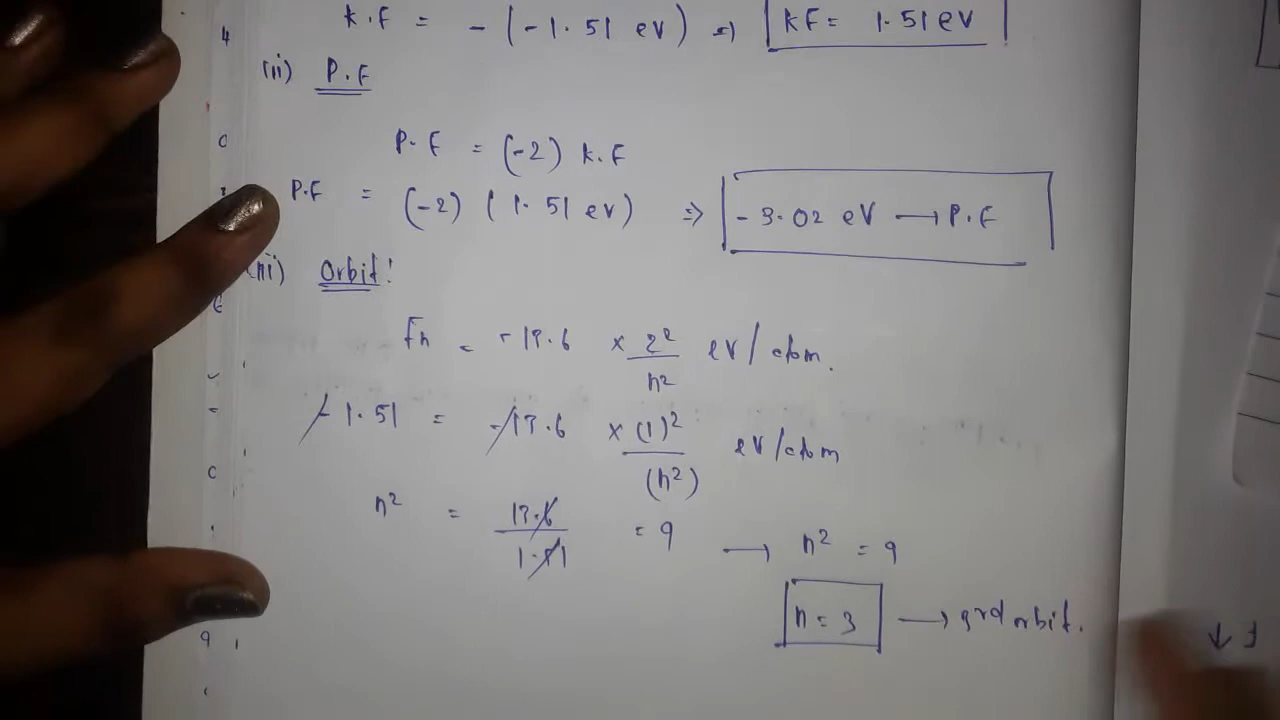 K.E = -(-1.51 eV) => KE = 1.51 eV
(ii) P.E
P.E = (-2) K.E
P.E = (-2) (1.51 eV) => -3.02 eV → P.E
(iii) Orbit:
En = -13.6 × Z²/n² eV/atom.
-1.51 = -13.6 × (1)²/(n²) eV/atom
n² = 13.6/1.51 = 9 → n² = 9
n = 3 → 3rd orbit.